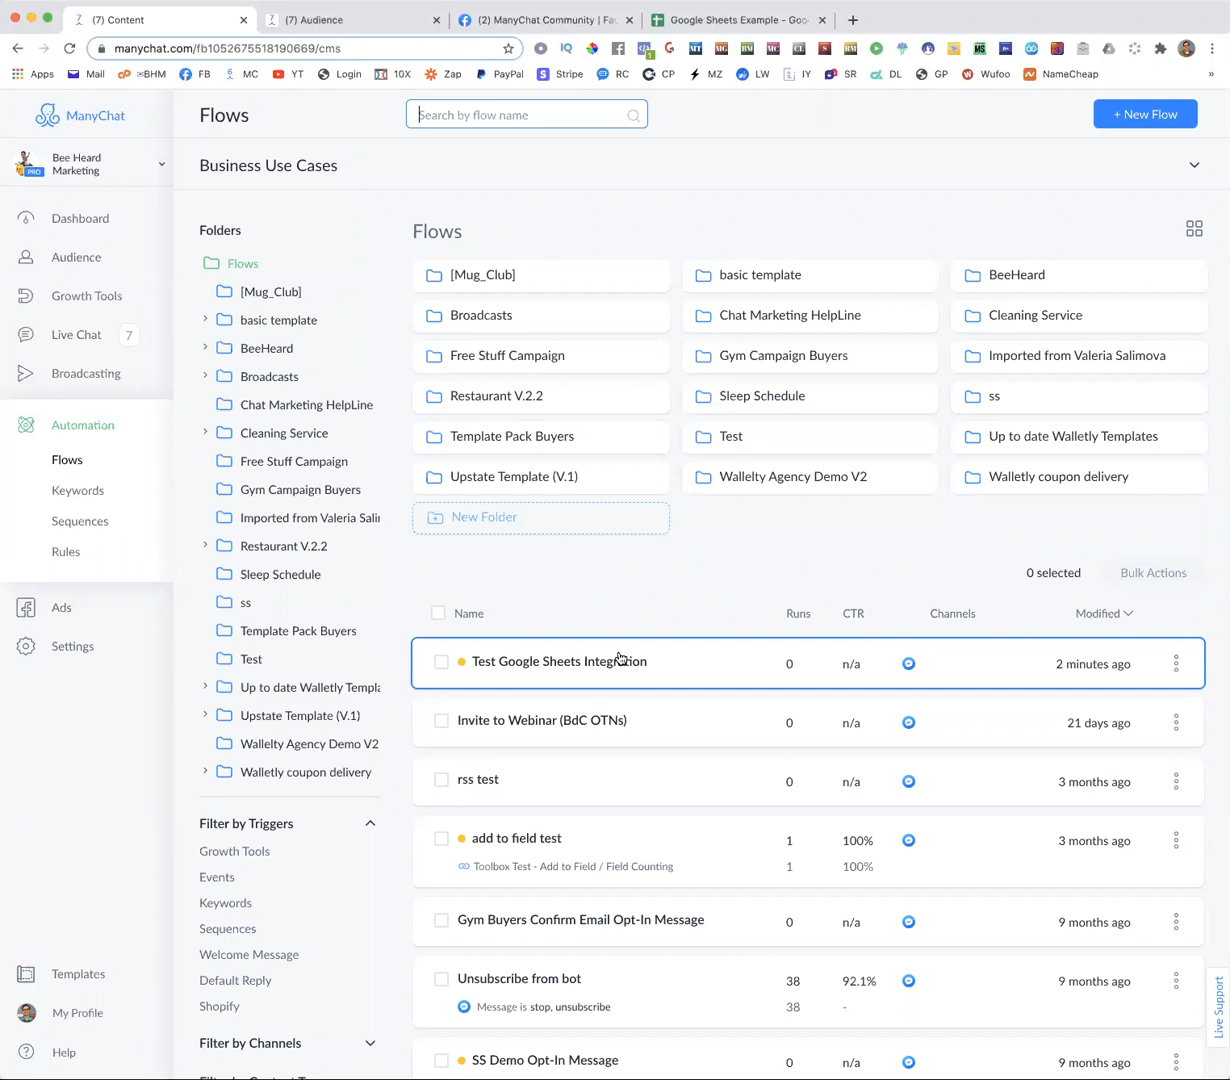 (7) Content
(7) Audience
(2) ManyChat Community | Fa
Google Sheets Example - Goo
manychat.com/fb1052675518190669/cms
Apps
Mail
≡BHM
FB
MC
YT
Login
10X
Zap
PayPal
Stripe
RC
CP
MZ
LW
IY
SR
DL
GP
Wufoo
NameCheap
ManyChat
Flows
Search by flow name
+ New Flow
Bee Heard
Marketing
PRO
Business Use Cases
Dashboard
Audience
Growth Tools
Live Chat
7
Broadcasting
Automation
Flows
Keywords
Sequences
Rules
Ads
Settings
Templates
My Profile
Help
Folders
Flows
[Mug_Club]
basic template
BeeHeard
Broadcasts
Chat Marketing HelpLine
Cleaning Service
Free Stuff Campaign
Gym Campaign Buyers
Imported from Valeria Salir
Restaurant V.2.2
Sleep Schedule
ss
Template Pack Buyers
Test
Up to date Walletly Templa
Upstate Template (V.1)
Wallelty Agency Demo V2
Walletly coupon delivery
Filter by Triggers
Growth Tools
Events
Keywords
Sequences
Welcome Message
Default Reply
Shopify
Filter by Channels
Flows
[Mug_Club]
basic template
BeeHeard
Broadcasts
Chat Marketing HelpLine
Cleaning Service
Free Stuff Campaign
Gym Campaign Buyers
Imported from Valeria Salimova
Restaurant V.2.2
Sleep Schedule
ss
Template Pack Buyers
Test
Up to date Walletly Templates
Upstate Template (V.1)
Wallelty Agency Demo V2
Walletly coupon delivery
New Folder
0 selected
Bulk Actions
Name
Runs
CTR
Channels
Modified
Test Google Sheets Integration
0
n/a
2 minutes ago
Invite to Webinar (BdC OTNs)
0
n/a
21 days ago
rss test
0
n/a
3 months ago
add to field test
1
100%
3 months ago
Toolbox Test - Add to Field / Field Counting
1
100%
Gym Buyers Confirm Email Opt-In Message
0
n/a
9 months ago
Unsubscribe from bot
38
92.1%
9 months ago
Message is stop, unsubscribe
38
-
SS Demo Opt-In Message
0
n/a
9 months ago
Live Support